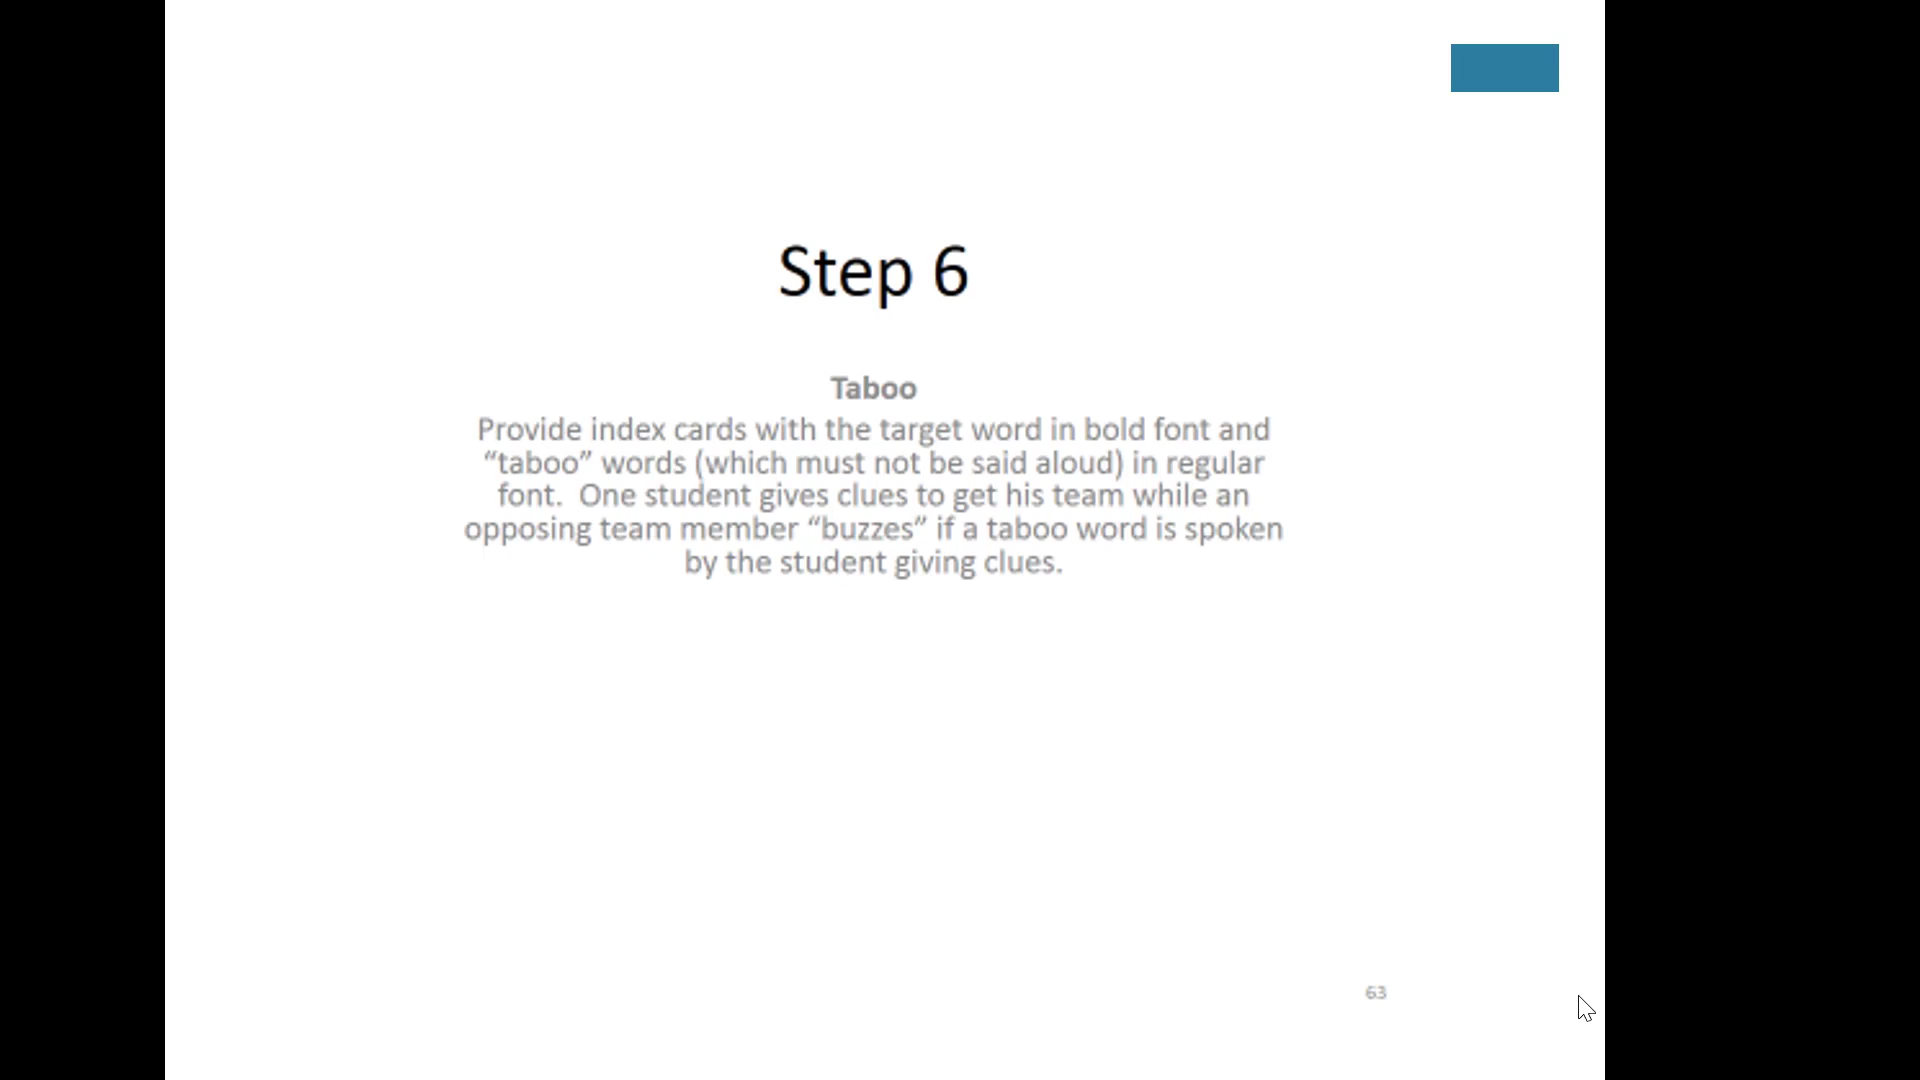 Step 6
Taboo
Provide index cards with the target word in bold font and
“taboo” words (which must not be said aloud) in regular
font.  One student gives clues to get his team while an
opposing team member “buzzes” if a taboo word is spoken
by the student giving clues.
63